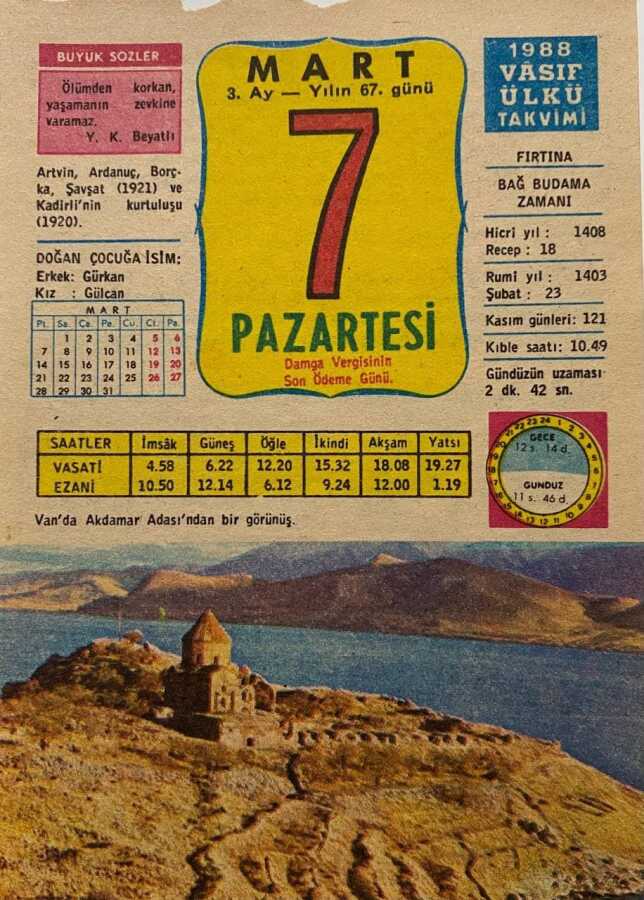 BÜYÜK SÖZLER
Ölümden korkan,
yaşamanın zevkine
varamaz.
Y. K. Beyatlı
Artvin, Ardanuç, Borç-
ka, Şavşat (1921) ve
Kadirli'nin kurtuluşu
(1920).
DOĞAN ÇOCUĞA İSİM:
Erkek: Gürkan
Kız : Gülcan
MART
Pt. Sa. Ça. Pe. Cu. Ct. Pa.
1 2 3 4 5 6
7 8 9 10 11 12 13
14 15 16 17 18 19 20
21 22 23 24 25 26 27
28 29 30 31
MART
3. Ay — Yılın 67. günü
7
PAZARTESİ
Damga Vergisinin
Son Ödeme Günü.
1988
VÂSIF
ÜLKÜ
TAKVİMİ
FIRTINA
BAĞ BUDAMA
ZAMANI
Hicri yıl : 1408
Recep : 18
Rumi yıl : 1403
Şubat : 23
Kasım günleri: 121
Kıble saati: 10.49
Gündüzün uzaması
2 dk. 42 sn.
SAATLER İmsâk Güneş Öğle İkindi Akşam Yatsı
VASATİ 4.58 6.22 12.20 15.32 18.08 19.27
EZANİ 10.50 12.14 6.12 9.24 12.00 1.19
GECE
12 s. 14 d.
GÜNDÜZ
11 s. 46 d.
Van'da Akdamar Adası'ndan bir görünüş.